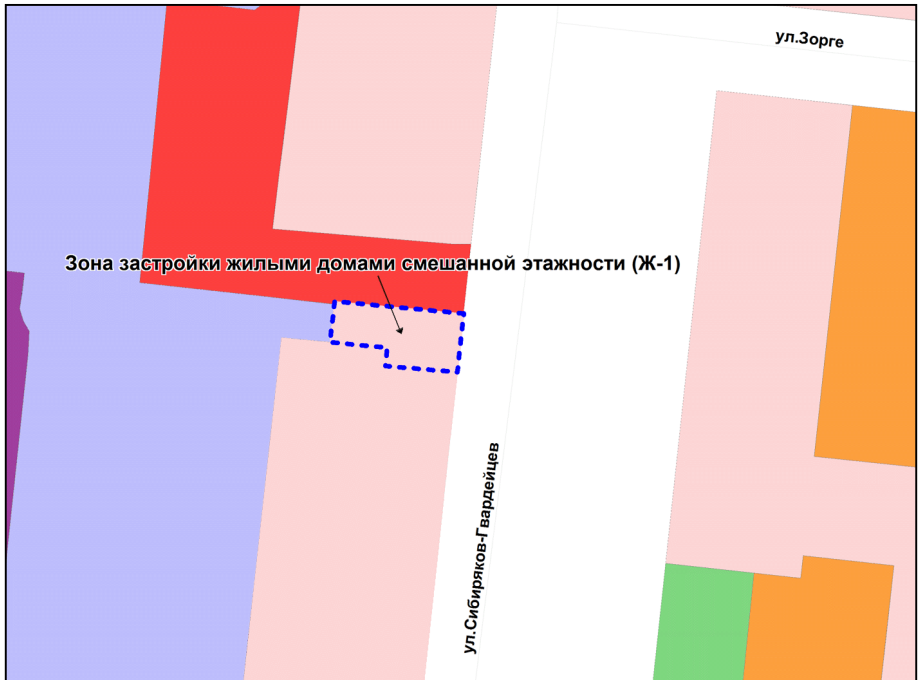 ул.Зорге
Зона застройки жилыми домами смешанной этажности (Ж-1)
ул.Сибиряков-Гвардейцев